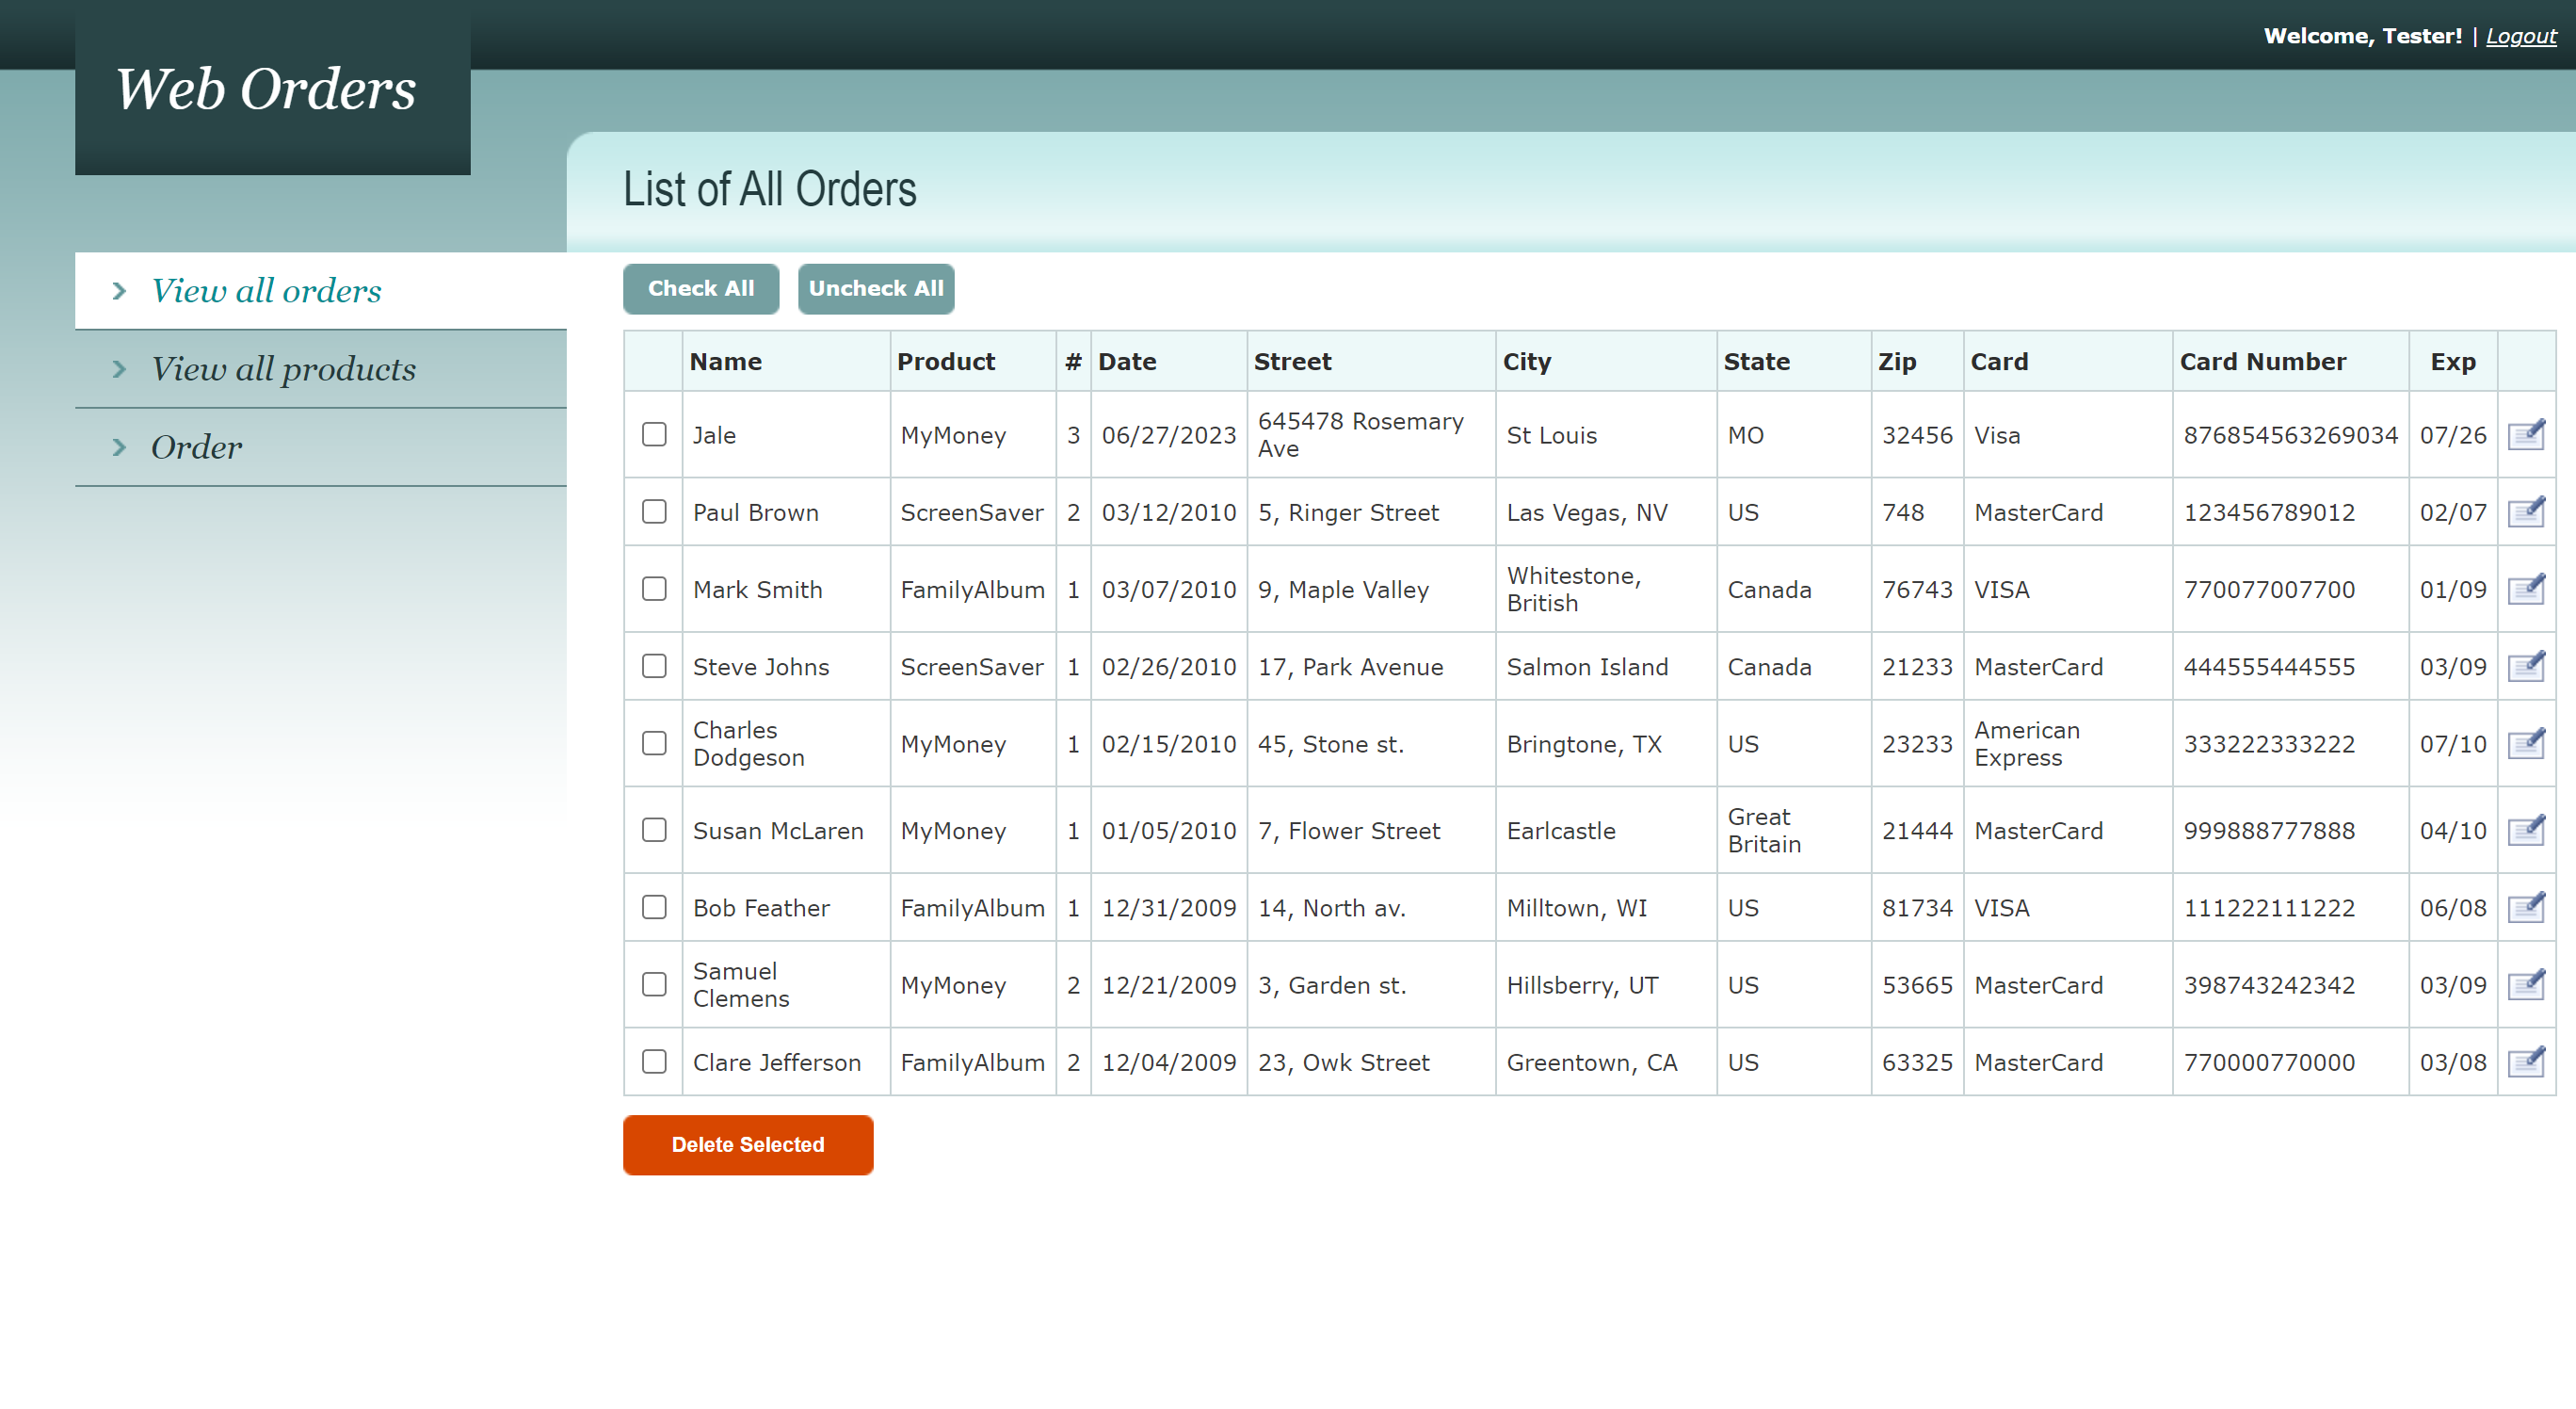 Welcome, Tester! | Logout
Web Orders
List of All Orders
View all orders
View all products
Order
Check All Uncheck All
Name Product # Date Street City State Zip Card Card Number Exp
Jale MyMoney 3 06/27/2023 645478 Rosemary Ave St Louis MO 32456 Visa 876854563269034 07/26
Paul Brown ScreenSaver 2 03/12/2010 5, Ringer Street Las Vegas, NV US 748 MasterCard 123456789012 02/07
Mark Smith FamilyAlbum 1 03/07/2010 9, Maple Valley Whitestone, British Canada 76743 VISA 770077007700 01/09
Steve Johns ScreenSaver 1 02/26/2010 17, Park Avenue Salmon Island Canada 21233 MasterCard 444555444555 03/09
Charles Dodgeson MyMoney 1 02/15/2010 45, Stone st. Bringtone, TX US 23233 American Express 333222333222 07/10
Susan McLaren MyMoney 1 01/05/2010 7, Flower Street Earlcastle Great Britain 21444 MasterCard 999888777888 04/10
Bob Feather FamilyAlbum 1 12/31/2009 14, North av. Milltown, WI US 81734 VISA 111222111222 06/08
Samuel Clemens MyMoney 2 12/21/2009 3, Garden st. Hillsberry, UT US 53665 MasterCard 398743242342 03/09
Clare Jefferson FamilyAlbum 2 12/04/2009 23, Owk Street Greentown, CA US 63325 MasterCard 770000770000 03/08
Delete Selected